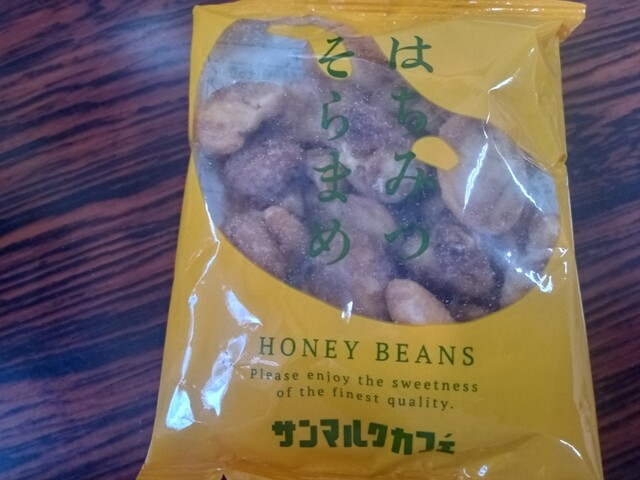 はちみつ
そらまめ
HONEY BEANS
Please enjoy the sweetness
of the finest quality.
サンマルクカフェ